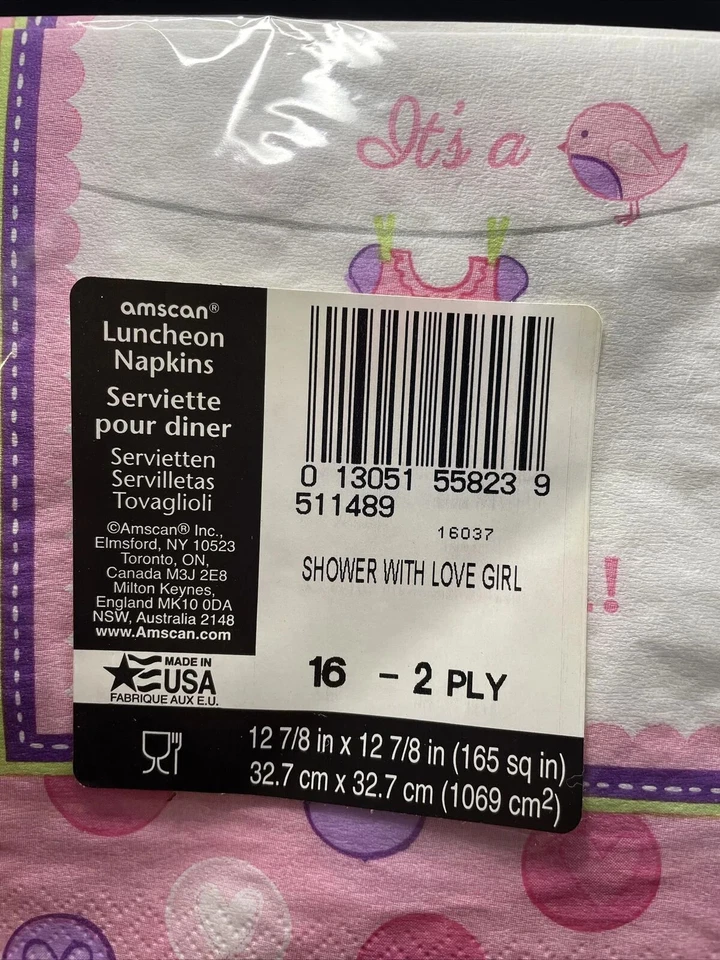 It's a
amscan®
Luncheon
Napkins
Serviette
pour diner
Servietten
Servilletas
Tovaglioli
©Amscan® Inc.,
Elmsford, NY 10523
Toronto, ON,
Canada M3J 2E8
Milton Keynes,
England MK10 0DA
NSW, Australia 2148
www.Amscan.com
MADE IN
USA
FABRIQUE AUX E.U.
0 13051 55823 9
511489
16037
SHOWER WITH LOVE GIRL
16 - 2 PLY
12 7/8 in x 12 7/8 in (165 sq in)
32.7 cm x 32.7 cm (1069 cm²)
!